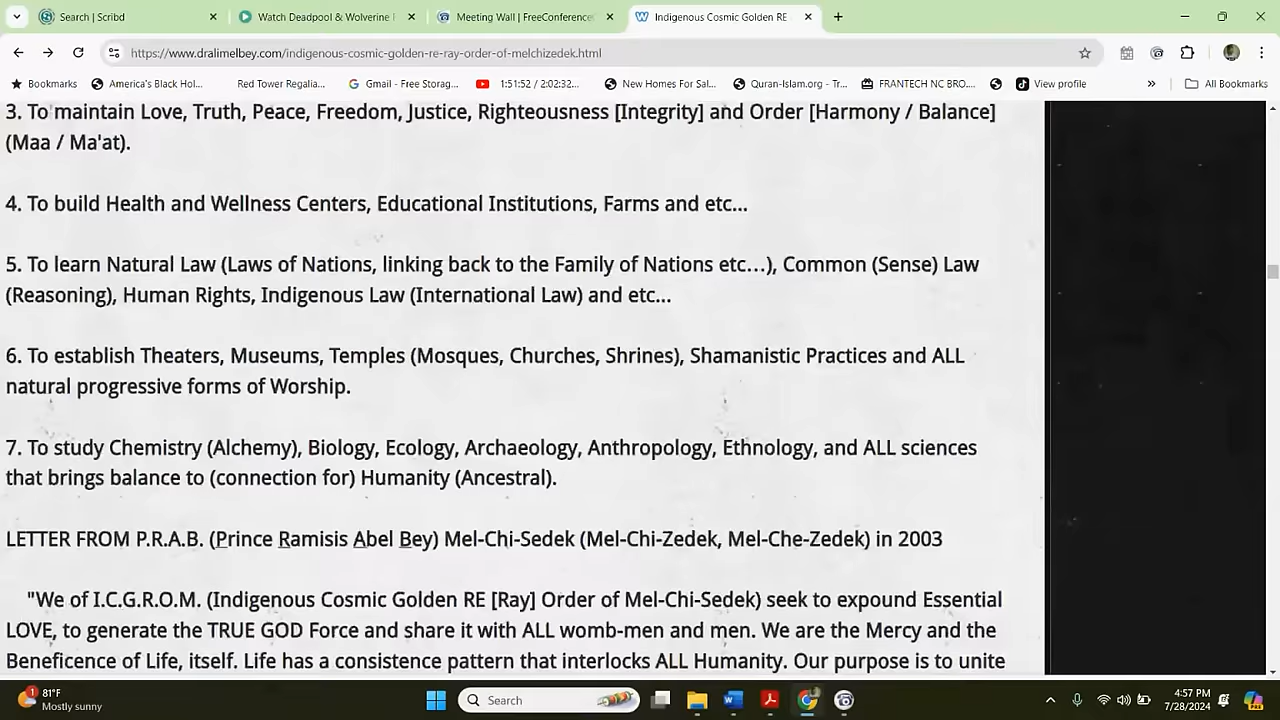 Search | Scribd
Watch Deadpool & Wolverine
Meeting Wall | FreeConference
Indigenous Cosmic Golden RE
https://www.dralimelbey.com/indigenous-cosmic-golden-re-ray-order-of-melchizedek.html
Bookmarks
America's Black Hol...
Red Tower Regalia...
Gmail - Free Storag...
1:51:52 / 2:02:32...
New Homes For Sal...
Quran-Islam.org - Tr...
FRANTECH NC BRO...
View profile
All Bookmarks
3. To maintain Love, Truth, Peace, Freedom, Justice, Righteousness [Integrity] and Order [Harmony / Balance]
(Maa / Ma'at).
4. To build Health and Wellness Centers, Educational Institutions, Farms and etc...
5. To learn Natural Law (Laws of Nations, linking back to the Family of Nations etc...), Common (Sense) Law
(Reasoning), Human Rights, Indigenous Law (International Law) and etc...
6. To establish Theaters, Museums, Temples (Mosques, Churches, Shrines), Shamanistic Practices and ALL
natural progressive forms of Worship.
7. To study Chemistry (Alchemy), Biology, Ecology, Archaeology, Anthropology, Ethnology, and ALL sciences
that brings balance to (connection for) Humanity (Ancestral).
LETTER FROM P.R.A.B. (Prince Ramisis Abel Bey) Mel-Chi-Sedek (Mel-Chi-Zedek, Mel-Che-Zedek) in 2003
"We of I.C.G.R.O.M. (Indigenous Cosmic Golden RE [Ray] Order of Mel-Chi-Sedek) seek to expound Essential
LOVE, to generate the TRUE GOD Force and share it with ALL womb-men and men. We are the Mercy and the
Beneficence of Life, itself. Life has a consistence pattern that interlocks ALL Humanity. Our purpose is to unite
1
81°F
Mostly sunny
Search
4:57 PM
7/28/2024